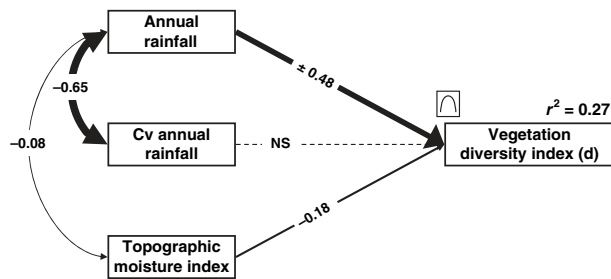 Annual
rainfall
± 0.48
–0.65
r² = 0.27
Cv annual
rainfall
NS
Vegetation
diversity index (d)
–0.08
–0.18
Topographic
moisture index